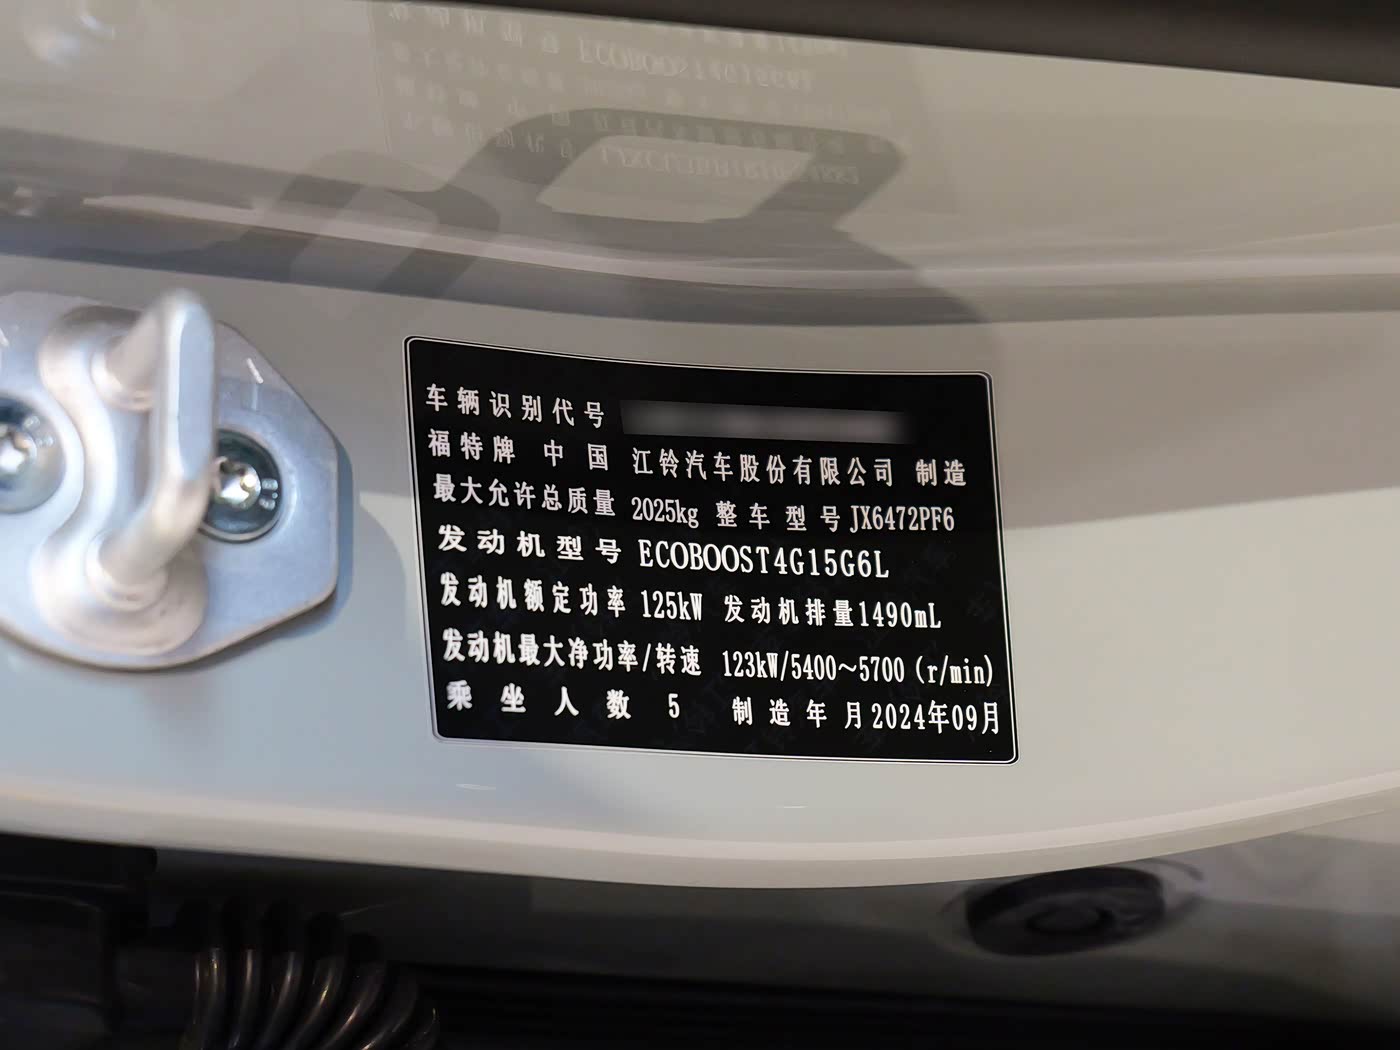 车辆识别代号
福特牌 中国 江铃汽车股份有限公司 制造
最大允许总质量 2025kg 整车型号 JX6472PF6
发动机型号 ECOBOOST4G15G6L
发动机额定功率 125kW 发动机排量1490mL
发动机最大净功率/转速 123kW/5400～5700 (r/min)
乘坐人数 5 制造年月2024年09月